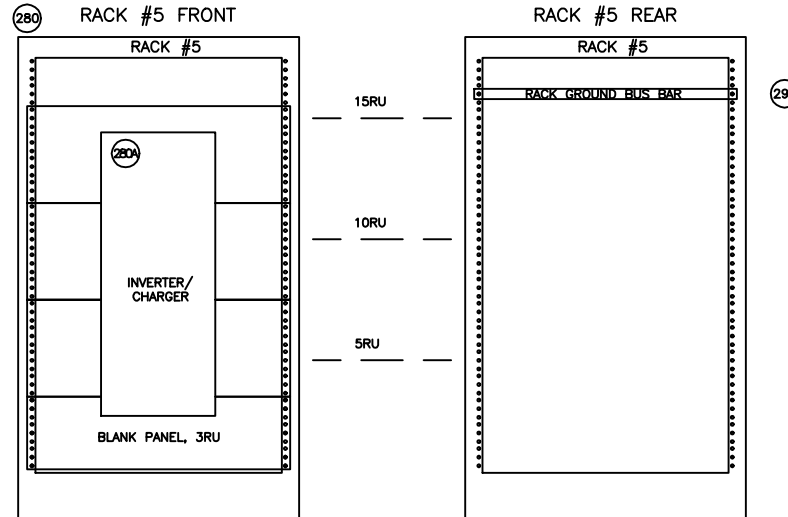 280
RACK #5 FRONT
RACK #5 REAR
RACK #5
RACK #5
15RU
RACK GROUND BUS BAR
29
280A
10RU
INVERTER/
CHARGER
5RU
BLANK PANEL, 3RU